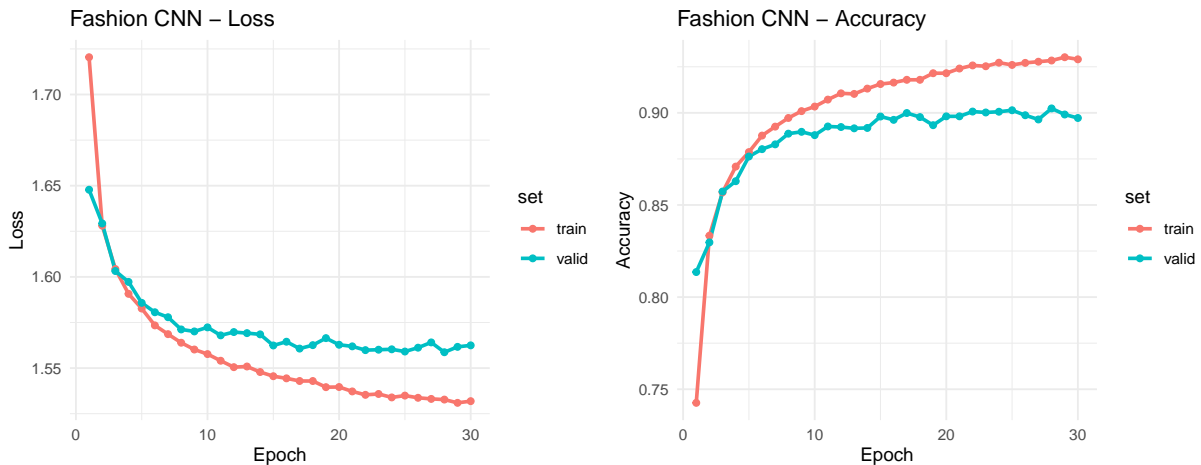 Fashion CNN − Loss
1.70
1.65
1.60
1.55
Loss
0
10
20
30
Epoch
set
train
valid
Fashion CNN − Accuracy
0.90
0.85
0.80
0.75
Accuracy
0
10
20
30
Epoch
set
train
valid